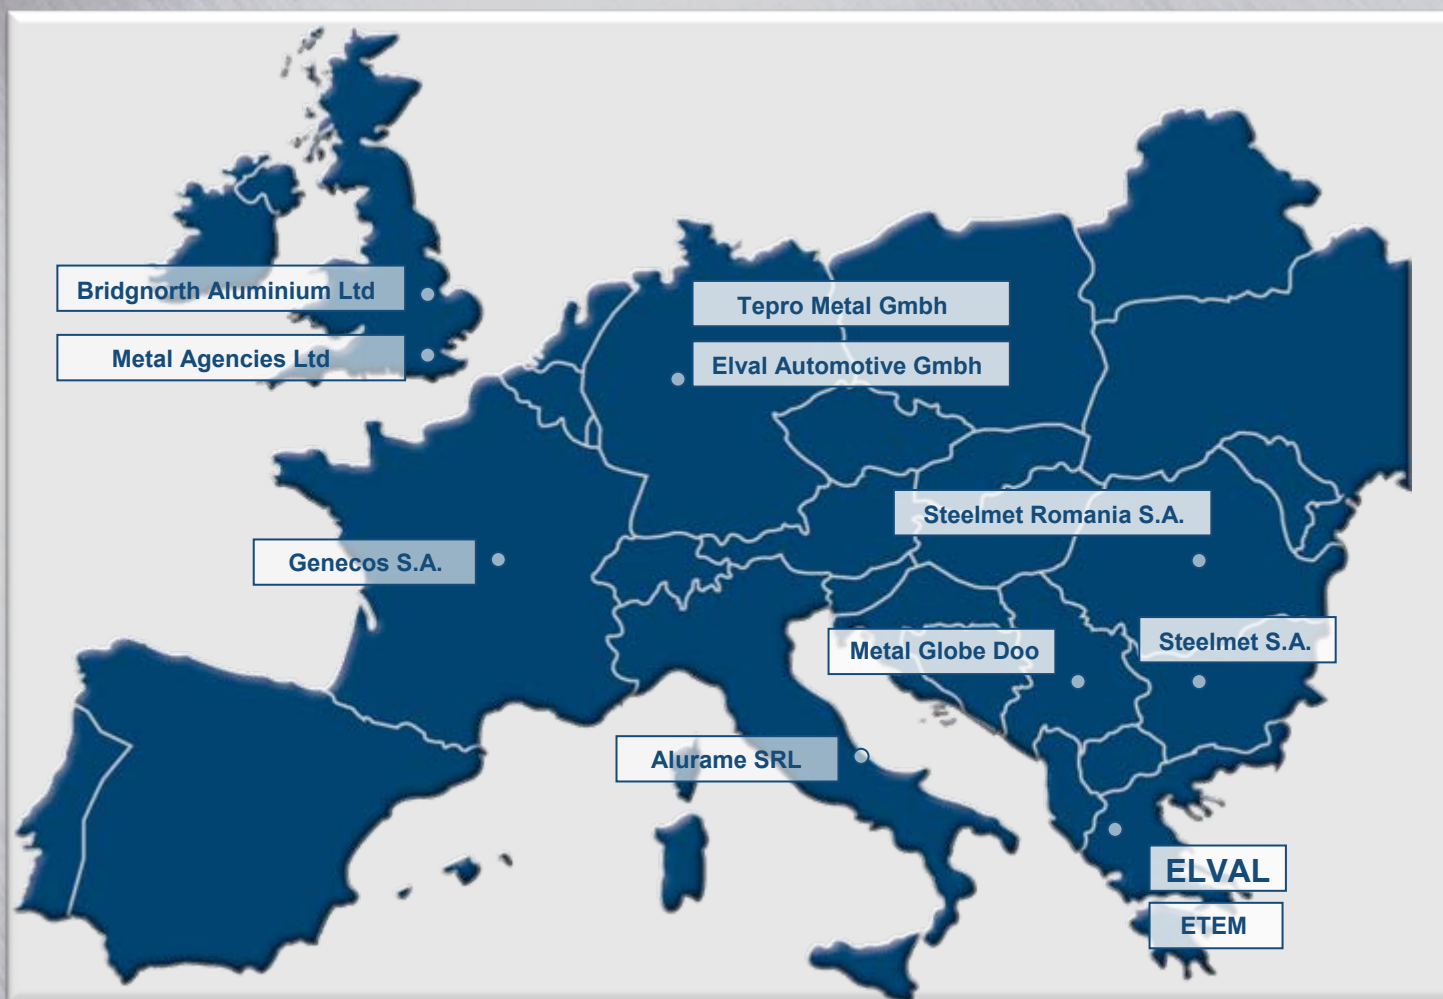 Bridgnorth Aluminium Ltd
Tepro Metal Gmbh
Metal Agencies Ltd
Elval Automotive Gmbh
Steelmet Romania S.A.
Genecos S.A.
Metal Globe Doo
Steelmet S.A.
Alurame SRL
ELVAL
ETEM